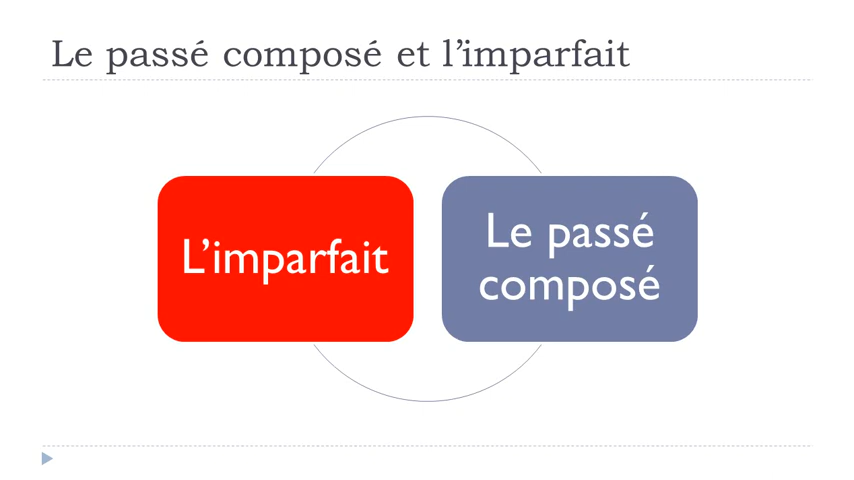 Le passé composé et l’imparfait
L’imparfait
Le passé
composé